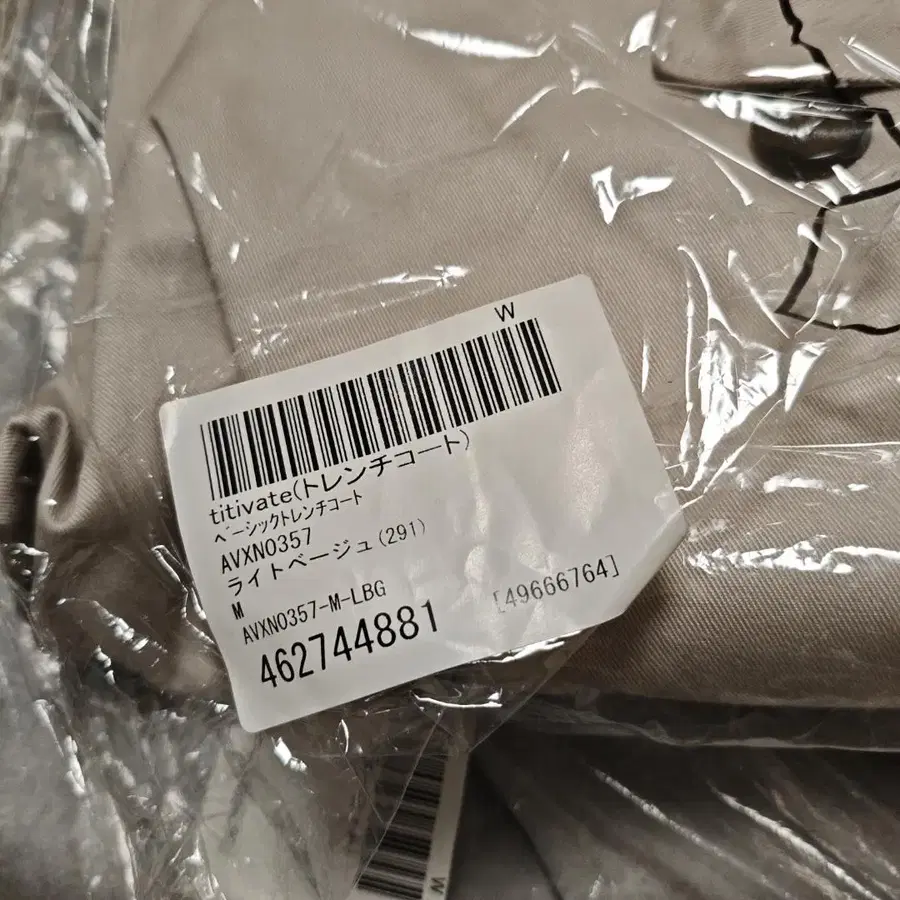 W
titivate(トレンチコート)
ベーシックトレンチコート
AVXN0357
ライトベージュ(291)
M
AVXN0357-M-LBG
462744881 [49666764]
W